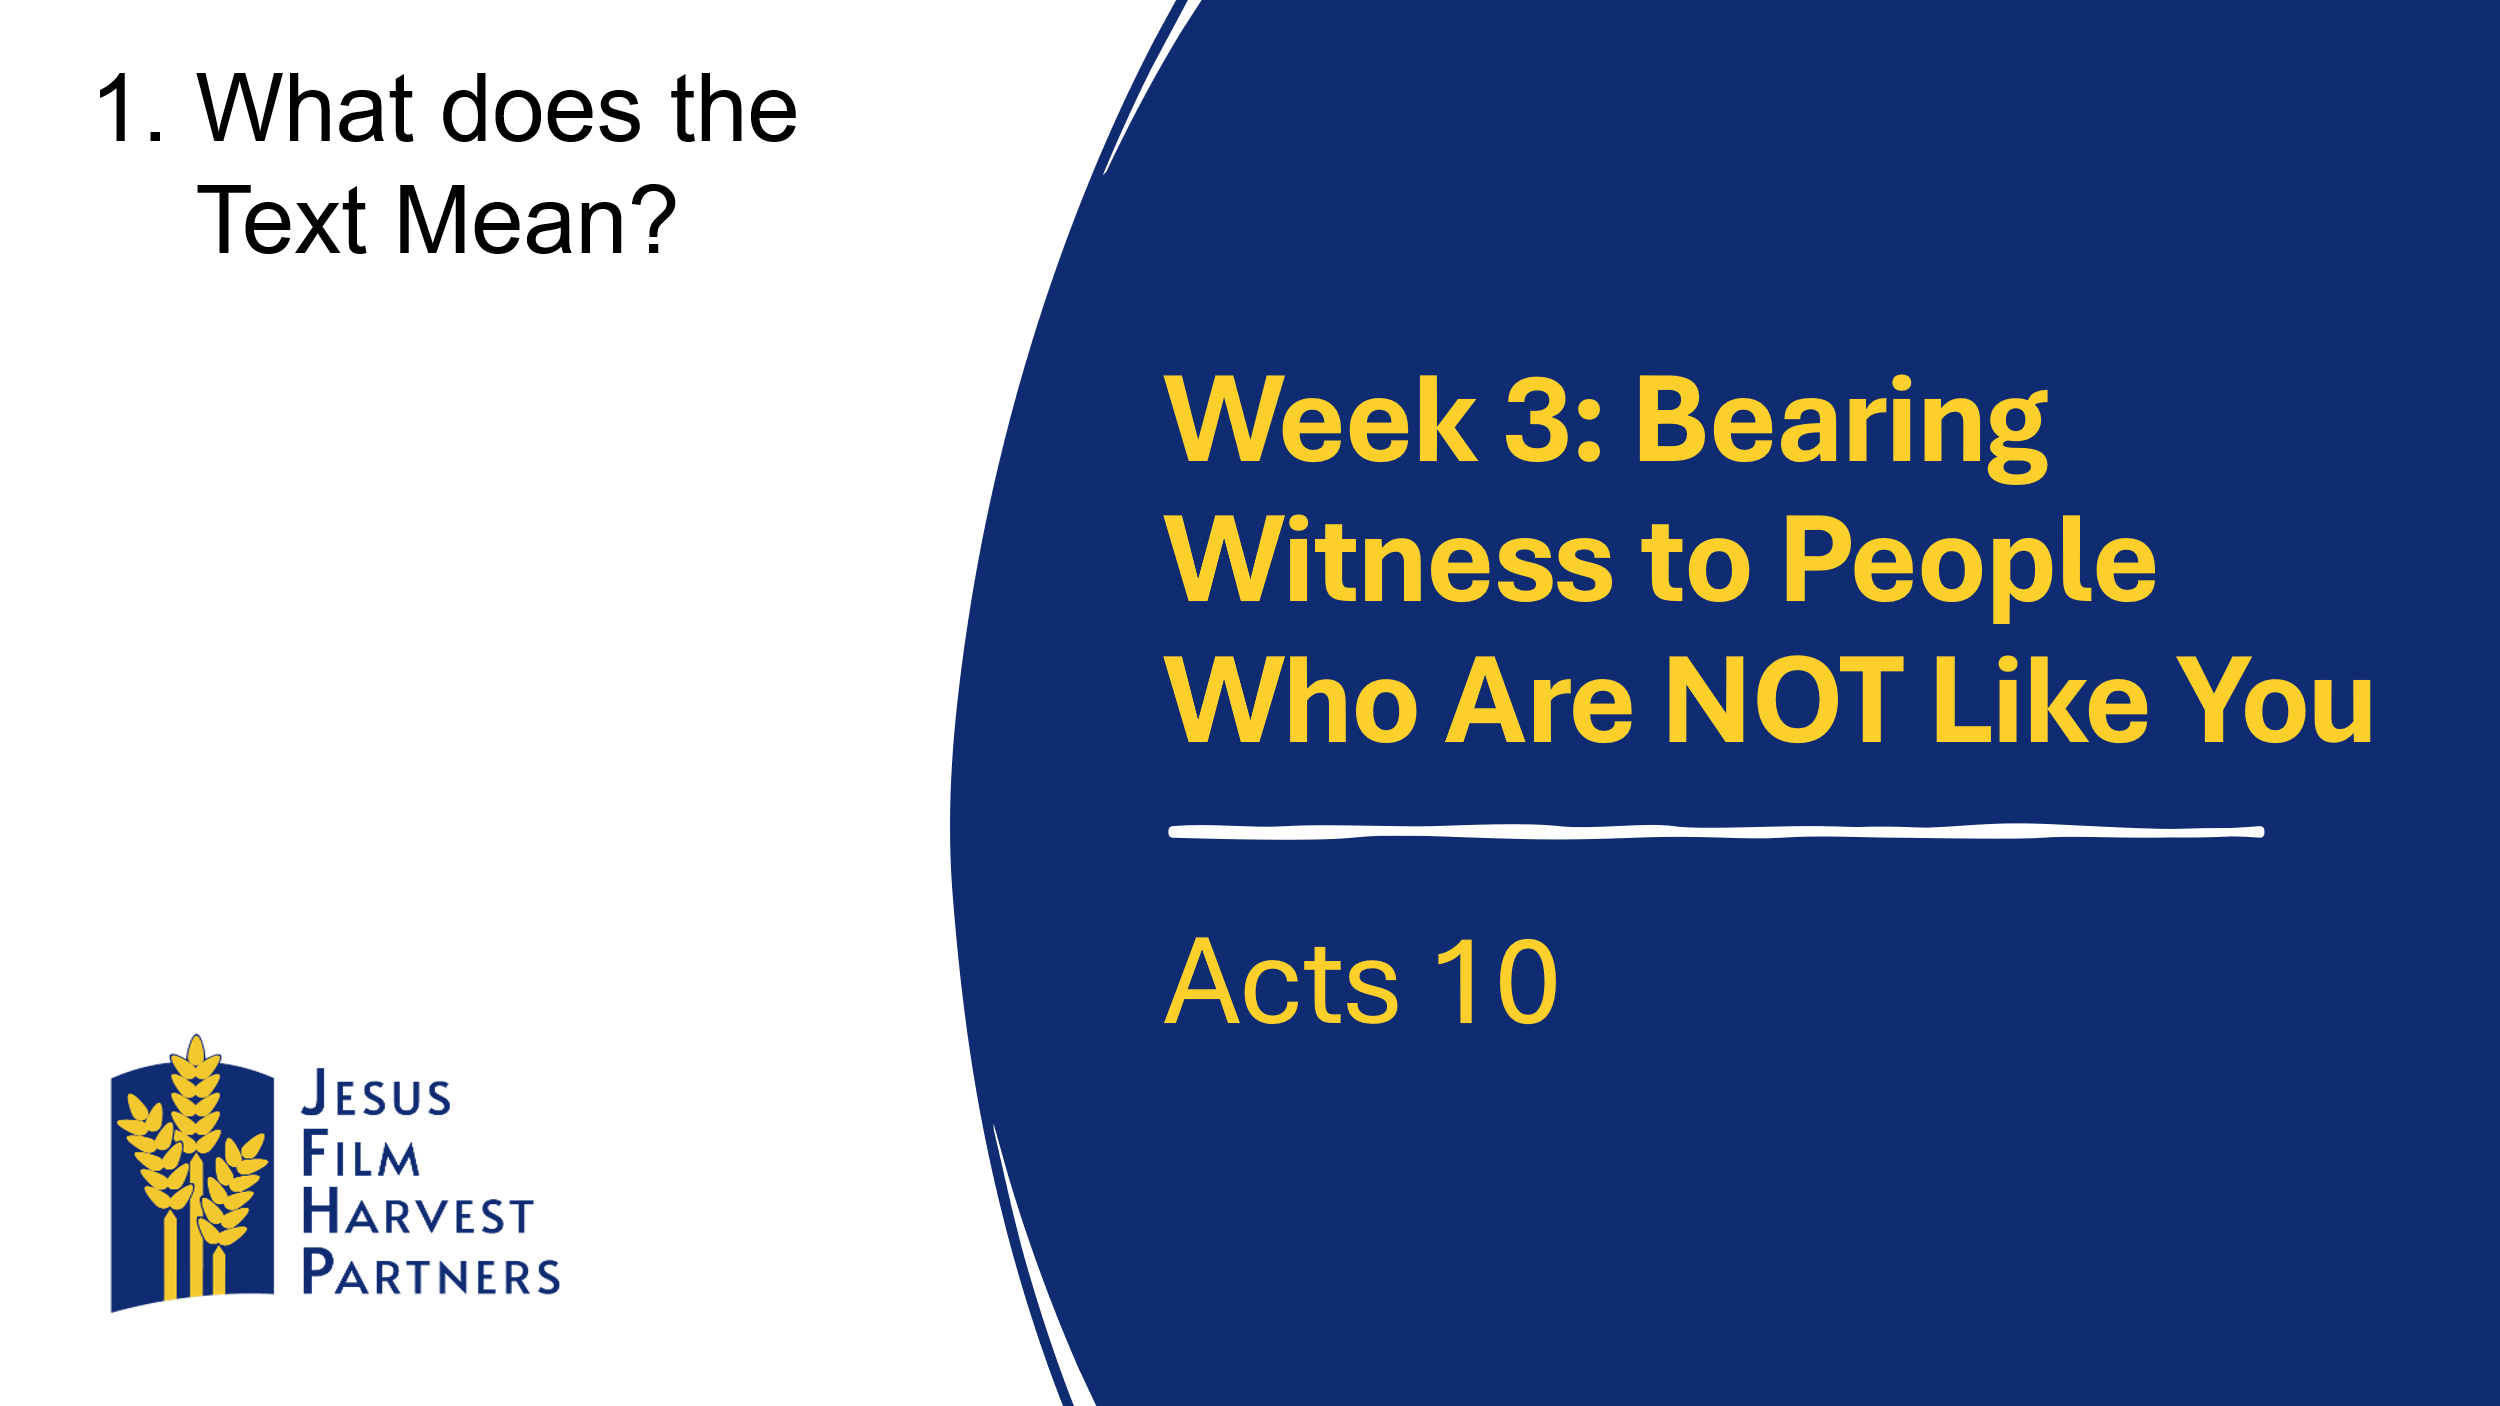 1. What does the
Text Mean?
Week 3: Bearing
Witness to People
Who Are NOT Like You
Acts 10
JESUS
FILM
HARVEST
PARTNERS